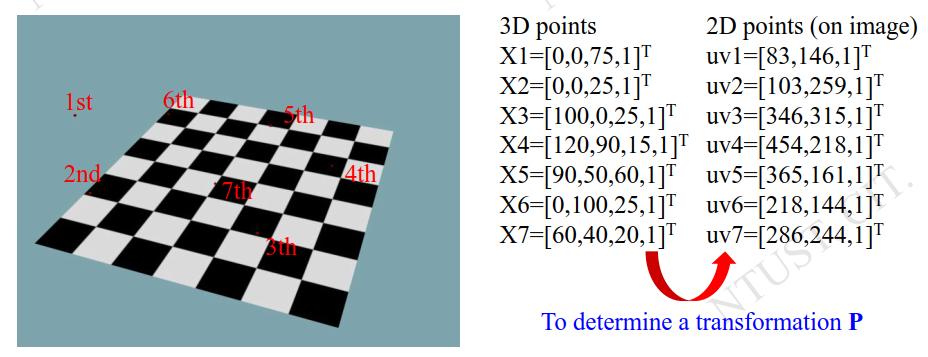 1st
6th
5th
2nd
7th
4th
3th
3D points
X1=[0,0,75,1]T
X2=[0,0,25,1]T
X3=[100,0,25,1]T
X4=[120,90,15,1]T
X5=[90,50,60,1]T
X6=[0,100,25,1]T
X7=[60,40,20,1]T
2D points (on image)
uv1=[83,146,1]T
uv2=[103,259,1]T
uv3=[346,315,1]T
uv4=[454,218,1]T
uv5=[365,161,1]T
uv6=[218,144,1]T
uv7=[286,244,1]T
To determine a transformation P
NTUST CIT.